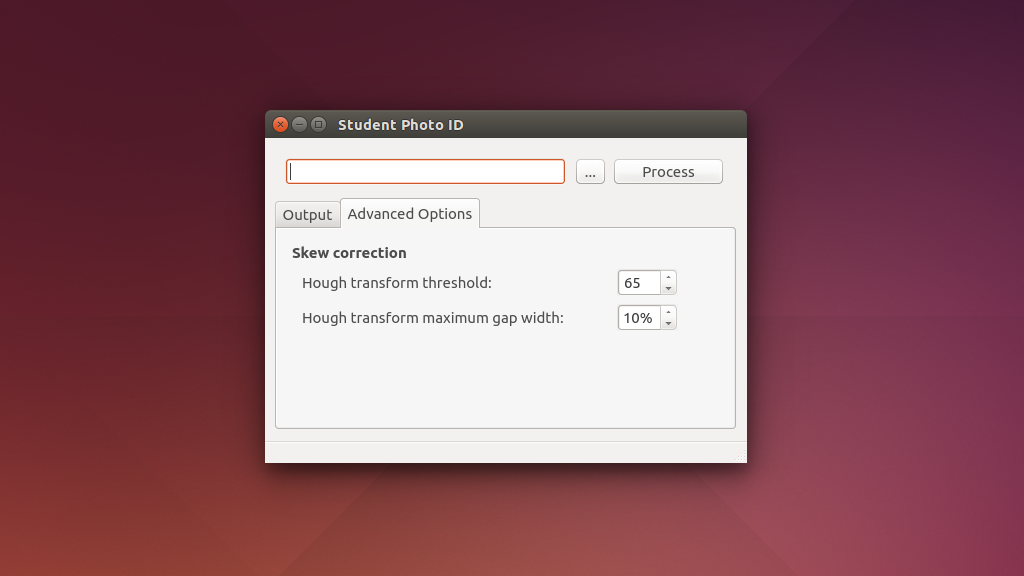 Student Photo ID
... Process
Output Advanced Options
Skew correction
Hough transform threshold: 65
Hough transform maximum gap width: 10%